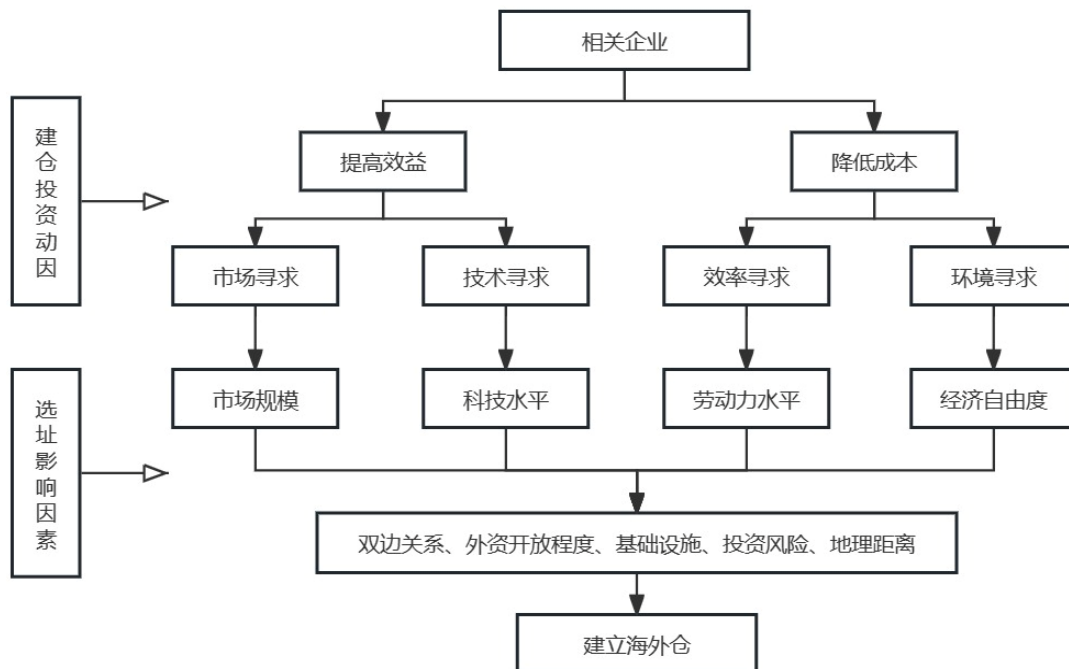 相关企业
建仓投资动因
提高效益
降低成本
市场寻求
技术寻求
效率寻求
环境寻求
选址影响因素
市场规模
科技水平
劳动力水平
经济自由度
双边关系、外资开放程度、基础设施、投资风险、地理距离
建立海外仓